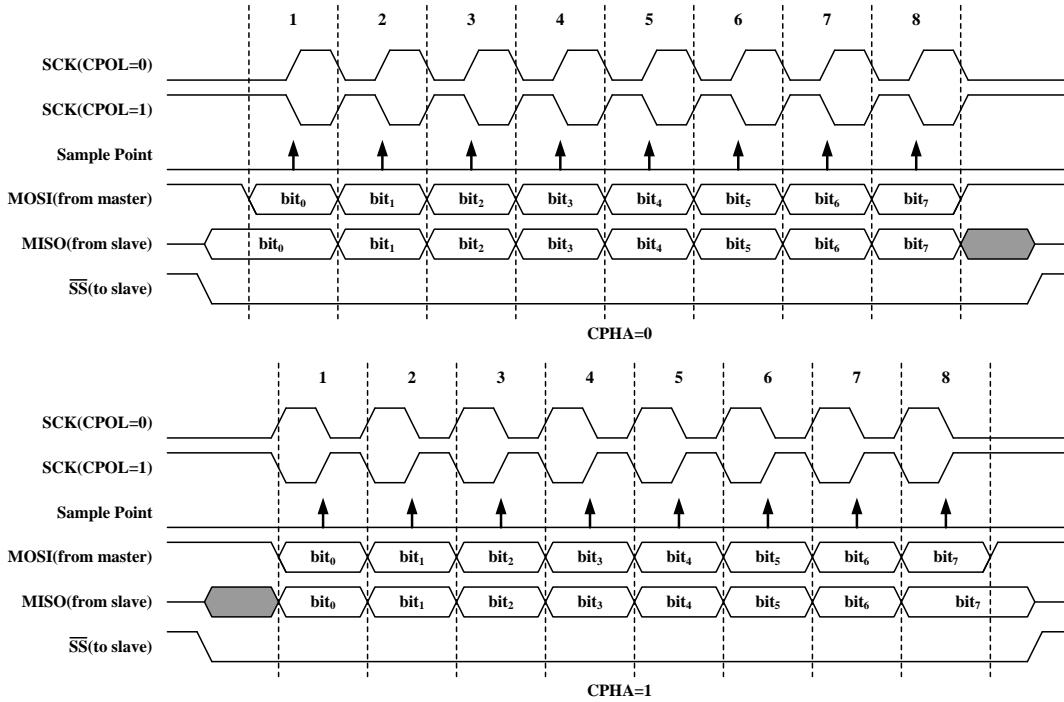 1 2 3 4 5 6 7 8
SCK(CPOL=0)
SCK(CPOL=1)
Sample Point
MOSI(from master) bit₀ bit₁ bit₂ bit₃ bit₄ bit₅ bit₆ bit₇
MISO(from slave) bit₀ bit₁ bit₂ bit₃ bit₄ bit₅ bit₆ bit₇
S̅S̅(to slave)
CPHA=0
1 2 3 4 5 6 7 8
SCK(CPOL=0)
SCK(CPOL=1)
Sample Point
MOSI(from master) bit₀ bit₁ bit₂ bit₃ bit₄ bit₅ bit₆ bit₇
MISO(from slave) bit₀ bit₁ bit₂ bit₃ bit₄ bit₅ bit₆ bit₇
S̅S̅(to slave)
CPHA=1